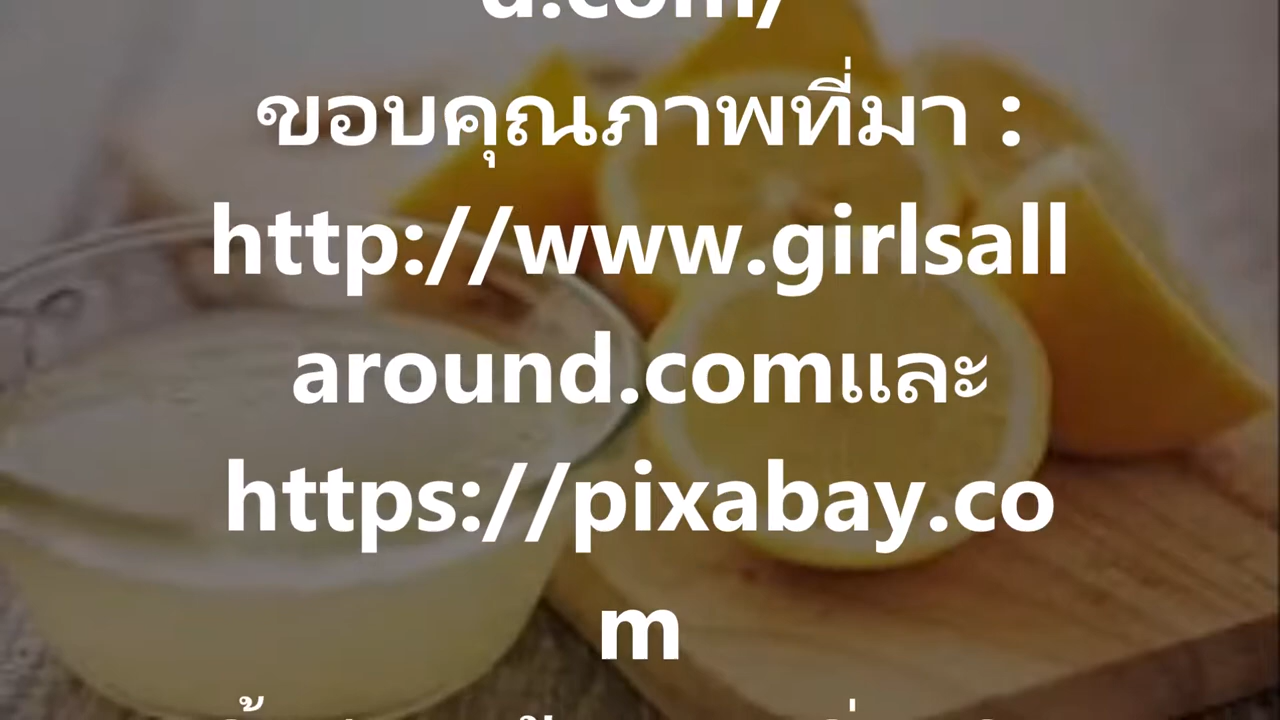 d.com/
ขอบคุณภาพที่มา :
http://www.girlsall
around.comและ
https://pixabay.co
m